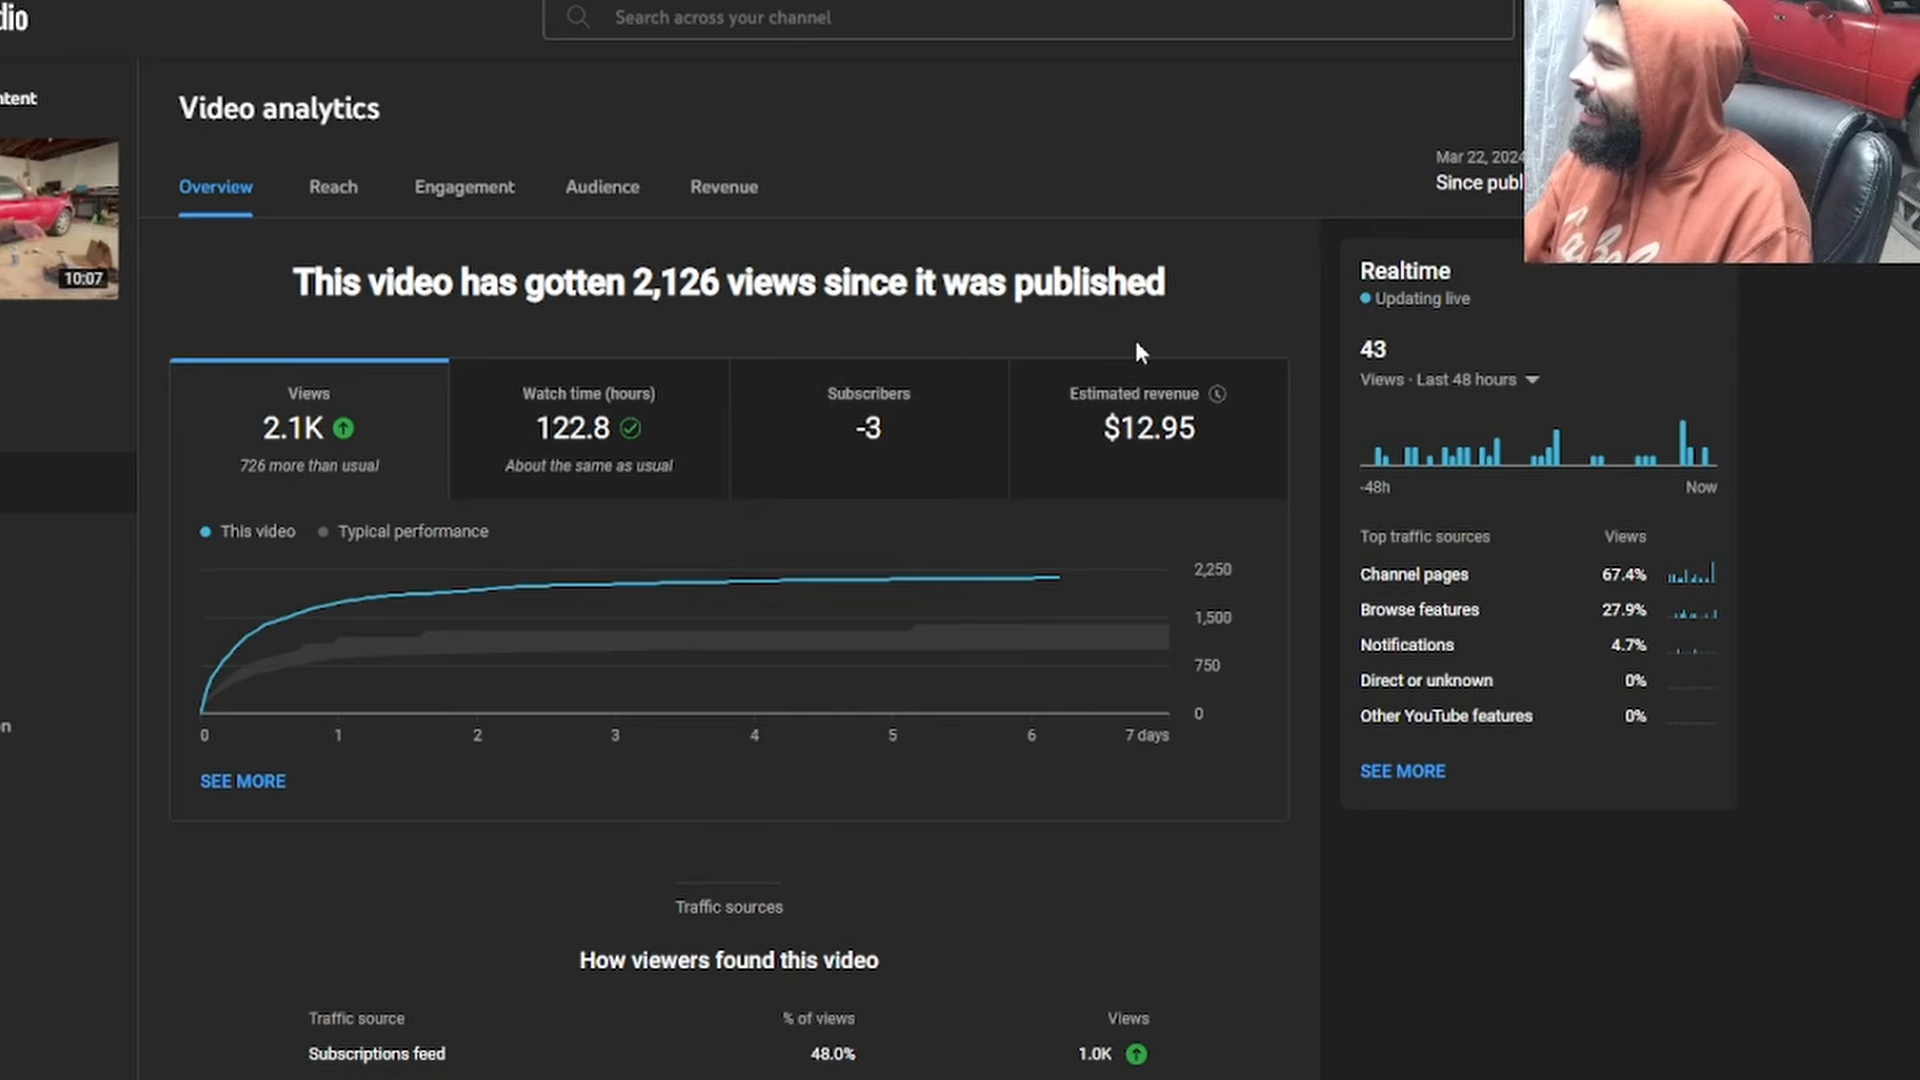 dio
Search across your channel
ntent
10:07
Video analytics
Mar 22, 2024
Since publ
Overview
Reach
Engagement
Audience
Revenue
This video has gotten 2,126 views since it was published
Views
2.1K
726 more than usual
Watch time (hours)
122.8
About the same as usual
Subscribers
-3
Estimated revenue
$12.95
This video
Typical performance
2,250
1,500
750
0
0 1 2 3 4 5 6 7 days
SEE MORE
Realtime
Updating live
43
Views · Last 48 hours
-48h Now
Top traffic sources Views
Channel pages 67.4%
Browse features 27.9%
Notifications 4.7%
Direct or unknown 0%
Other YouTube features 0%
SEE MORE
n
Traffic sources
How viewers found this video
Traffic source % of views Views
Subscriptions feed 48.0% 1.0K